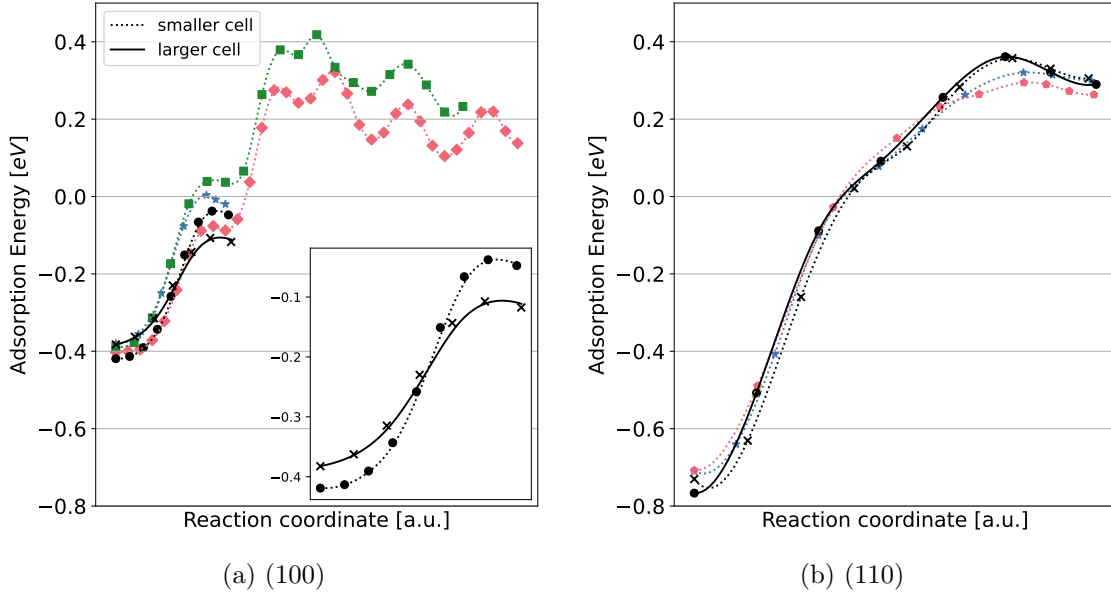 smaller cell
larger cell
Adsorption Energy [eV]
0.4
0.2
0.0
−0.2
−0.4
−0.6
−0.8
−0.1
−0.2
−0.3
−0.4
Reaction coordinate [a.u.]
(a) (100)
Adsorption Energy [eV]
0.4
0.2
0.0
−0.2
−0.4
−0.6
−0.8
Reaction coordinate [a.u.]
(b) (110)